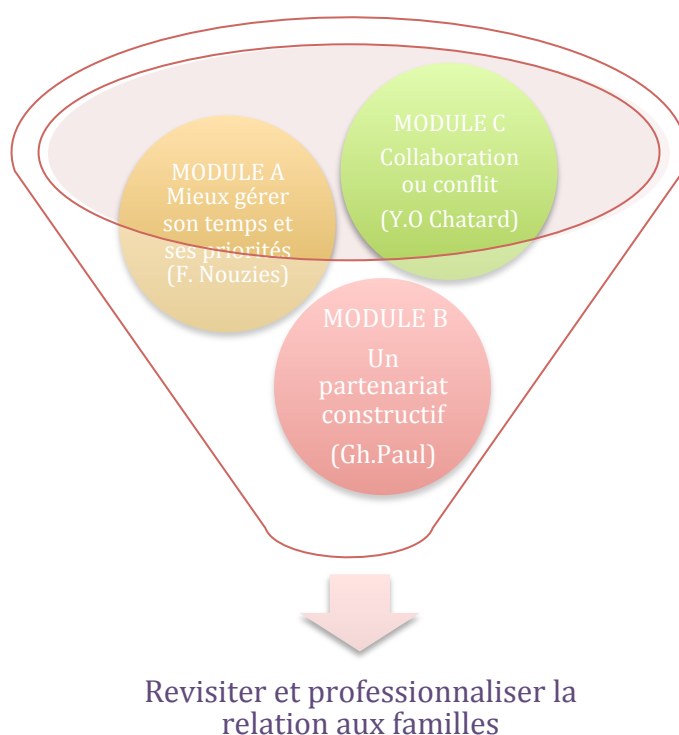 MODULE A
Mieux gérer
son temps et
ses priorités
(F. Nouzies)
MODULE C
Collaboration
ou conflit
(Y.O Chatard)
MODULE B
Un
partenariat
constructif
(Gh.Paul)
Revisiter et professionnaliser la
relation aux familles